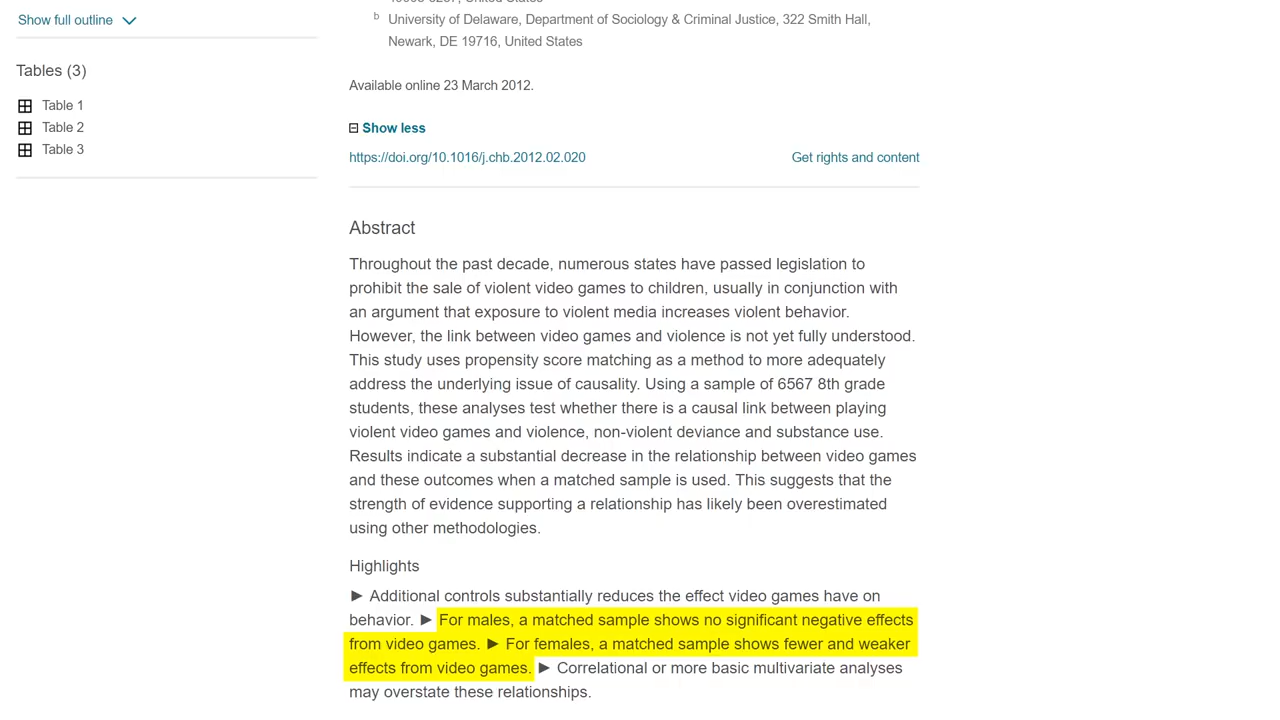 Show full outline
Tables (3)
Table 1
Table 2
Table 3
United States
b University of Delaware, Department of Sociology & Criminal Justice, 322 Smith Hall,
Newark, DE 19716, United States
Available online 23 March 2012.
Show less
https://doi.org/10.1016/j.chb.2012.02.020 Get rights and content
Abstract
Throughout the past decade, numerous states have passed legislation to
prohibit the sale of violent video games to children, usually in conjunction with
an argument that exposure to violent media increases violent behavior.
However, the link between video games and violence is not yet fully understood.
This study uses propensity score matching as a method to more adequately
address the underlying issue of causality. Using a sample of 6567 8th grade
students, these analyses test whether there is a causal link between playing
violent video games and violence, non-violent deviance and substance use.
Results indicate a substantial decrease in the relationship between video games
and these outcomes when a matched sample is used. This suggests that the
strength of evidence supporting a relationship has likely been overestimated
using other methodologies.
Highlights
► Additional controls substantially reduces the effect video games have on
behavior. ► For males, a matched sample shows no significant negative effects
from video games. ► For females, a matched sample shows fewer and weaker
effects from video games. ► Correlational or more basic multivariate analyses
may overstate these relationships.